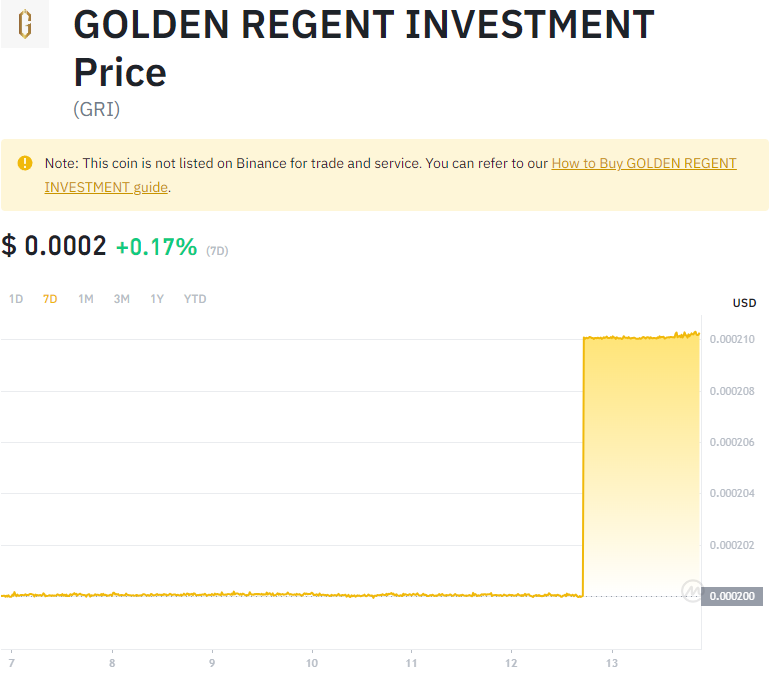 GOLDEN REGENT INVESTMENT
Price
(GRI)
Note: This coin is not listed on Binance for trade and service. You can refer to our How to Buy GOLDEN REGENT
INVESTMENT guide.
$ 0.0002 +0.17% (7D)
1D 7D 1M 3M 1Y YTD
USD
0.000210
0.000208
0.000206
0.000204
0.000202
0.000200
7 8 9 10 11 12 13